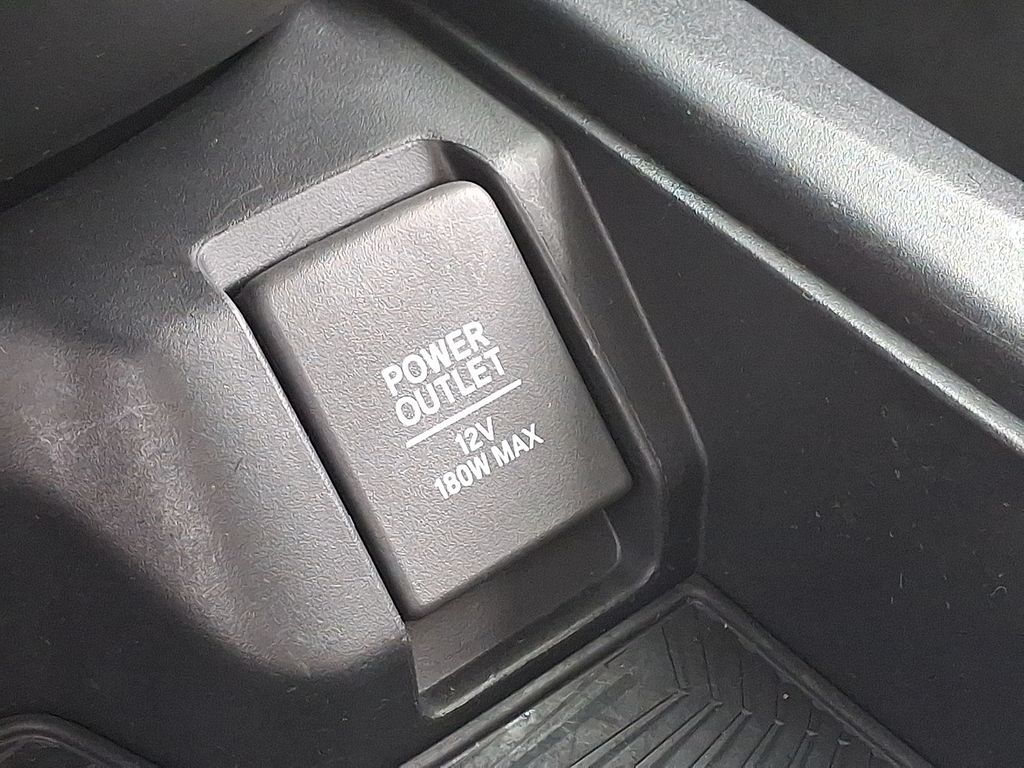 POWER
OUTLET
12V
180W MAX